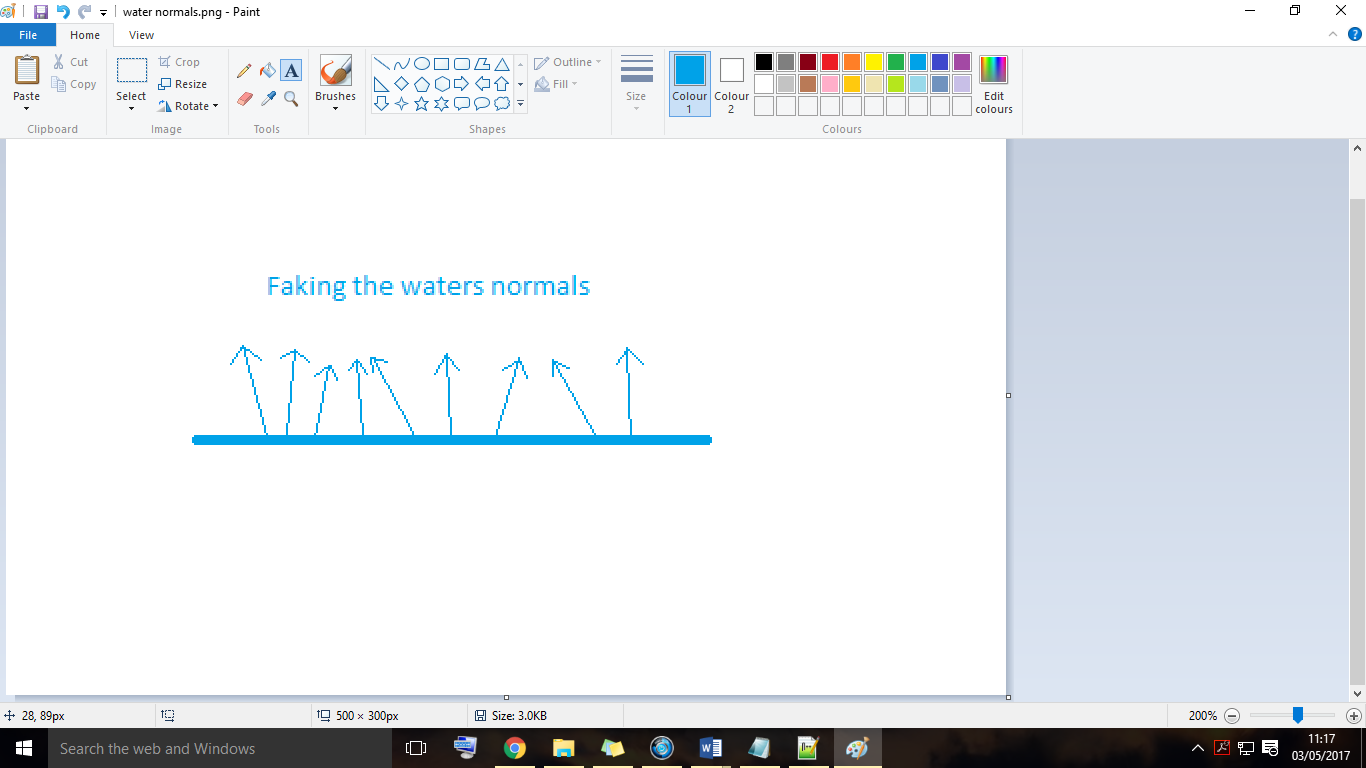 water normals.png - Paint
File Home View
Paste
Cut
Copy
Clipboard
Select
Crop
Resize
Rotate
Image
A
Tools
Brushes
Outline
Fill
Shapes
Size
Colour 1
Colour 2
Edit colours
Colours
Faking the waters normals
28, 89px
500 × 300px
Size: 3.0KB
200%
Search the web and Windows
11:17
03/05/2017